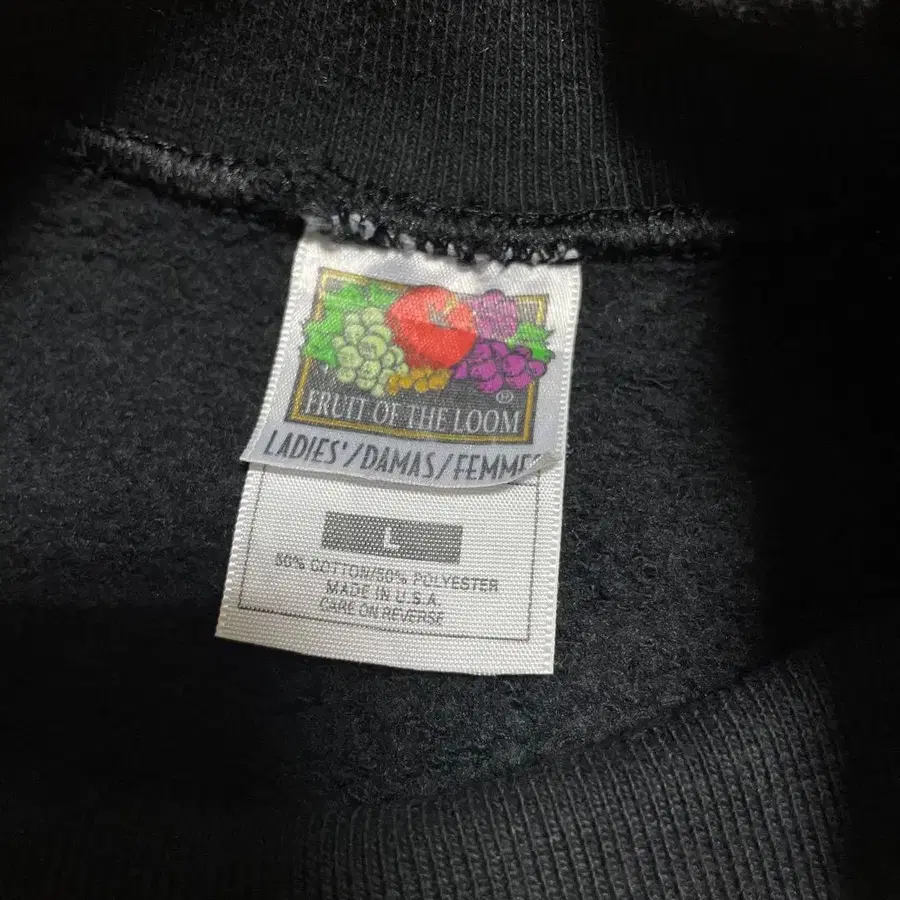 ®
FRUIT OF THE LOOM
LADIES'/DAMAS/FEMMES
L
50% COTTON/50% POLYESTER
MADE IN U.S.A.
CARE ON REVERSE